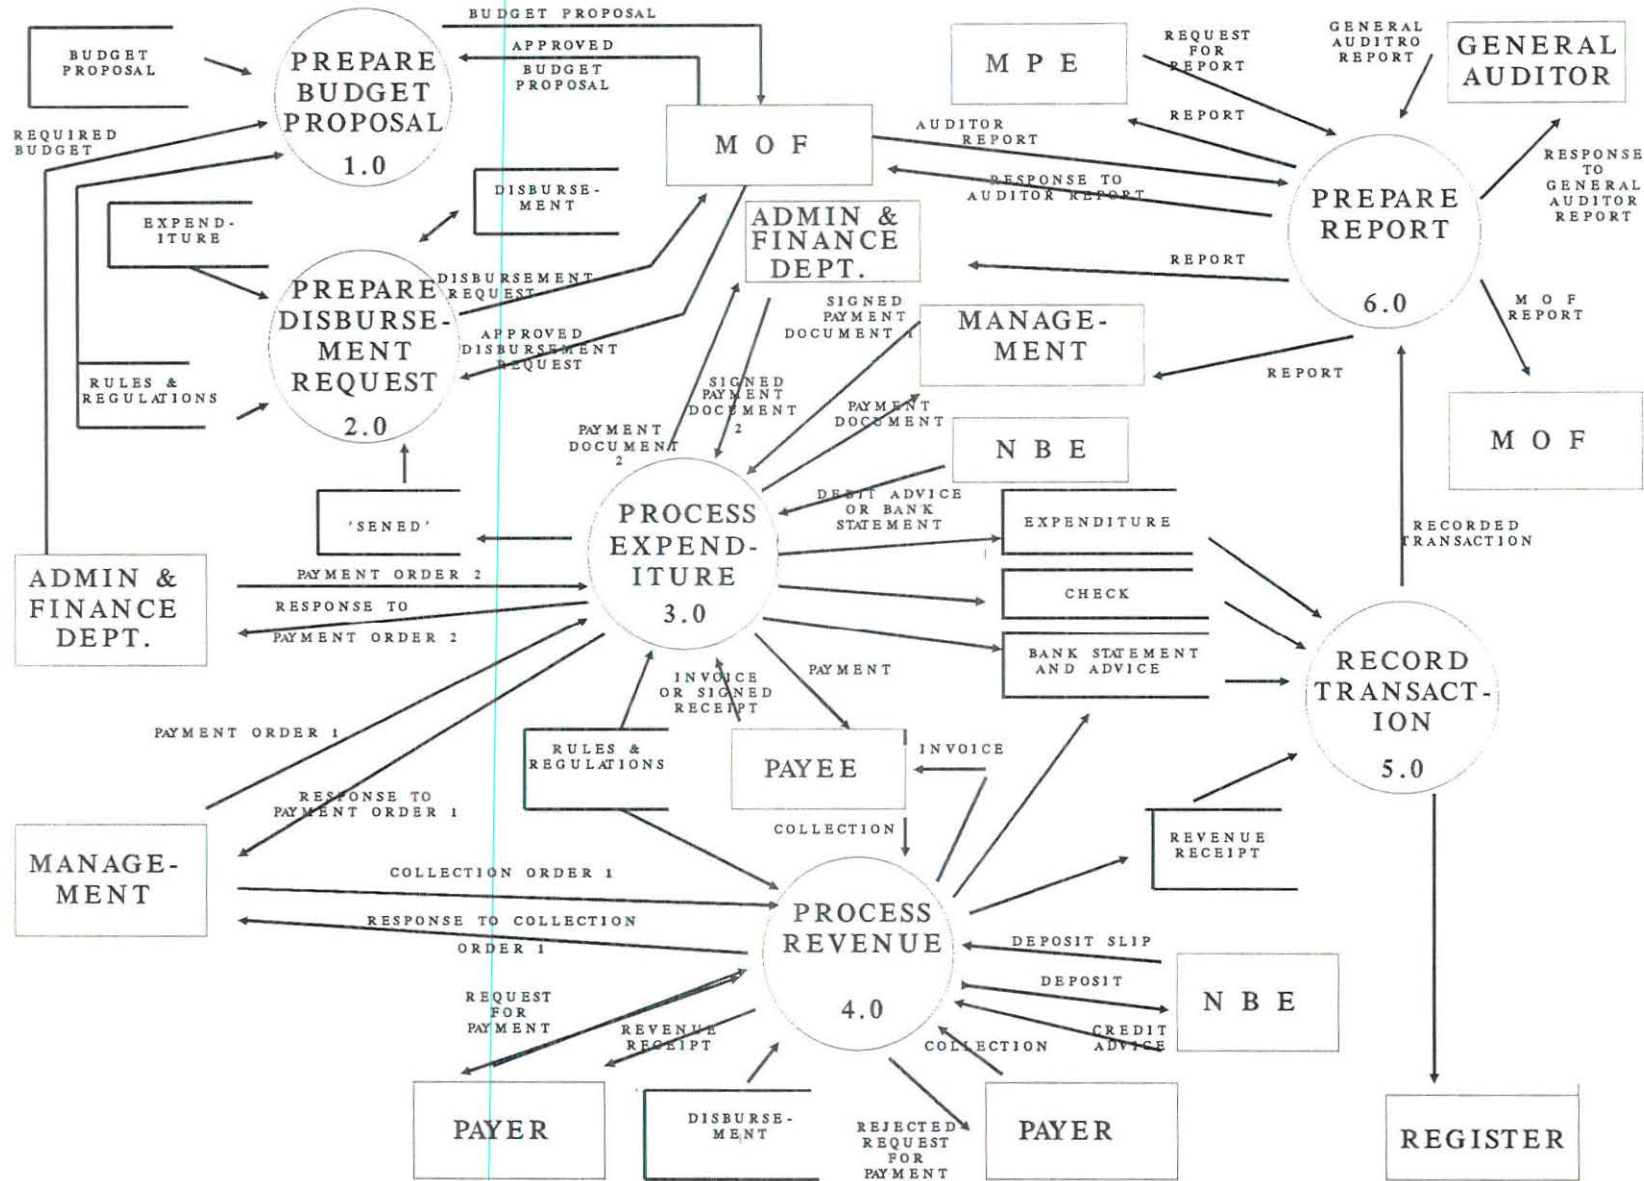 BUDGET PROPOSAL
BUDGET
PROPOSAL
PREPARE
BUDGET
PROPOSAL
1.0
APPROVED
BUDGET
PROPOSAL
REQUIRED
BUDGET
M O F
M P E
REQUEST
FOR
REPORT
GENERAL
AUDITRO
REPORT
GENERAL
AUDITOR
REPORT
AUDITOR
REPORT
RESPONSE TO
AUDITOR REPORT
RESPONSE
TO
GENERAL
AUDITOR
REPORT
PREPARE
REPORT
6.0
EXPEND-
ITURE
DISBURSE-
MENT
ADMIN &
FINANCE
DEPT.
REPORT
PREPARE
DISBURSE-
MENT
REQUEST
2.0
DISBURSEMENT
REQUEST
APPROVED
DISBURSEMENT
REQUEST
SIGNED
PAYMENT
DOCUMENT 1
MANAGE-
MENT
M O F
REPORT
REPORT
RULES &
REGULATIONS
SIGNED
PAYMENT
DOCUMENT
2
PAYMENT
DOCUMENT
PAYMENT
DOCUMENT
2
N B E
M O F
DEBIT ADVICE
OR BANK
STATEMENT
PROCESS
EXPEND-
ITURE
3.0
'SENED'
EXPENDITURE
RECORDED
TRANSACTION
ADMIN &
FINANCE
DEPT.
PAYMENT ORDER 2
RESPONSE TO
PAYMENT ORDER 2
CHECK
BANK STATEMENT
AND ADVICE
RECORD
TRANSACT-
ION
5.0
INVOICE
OR SIGNED
RECEIPT
PAYMENT
PAYMENT ORDER 1
RULES &
REGULATIONS
PAYEE
INVOICE
RESPONSE TO
PAYMENT ORDER 1
COLLECTION
REVENUE
RECEIPT
MANAGE-
MENT
COLLECTION ORDER 1
RESPONSE TO COLLECTION
ORDER 1
PROCESS
REVENUE
4.0
DEPOSIT SLIP
DEPOSIT
CREDIT
ADVICE
N B E
REQUEST
FOR
PAYMENT
REVENUE
RECEIPT
COLLECTION
PAYER
DISBURSE-
MENT
REJECTED
REQUEST
FOR
PAYMENT
PAYER
REGISTER